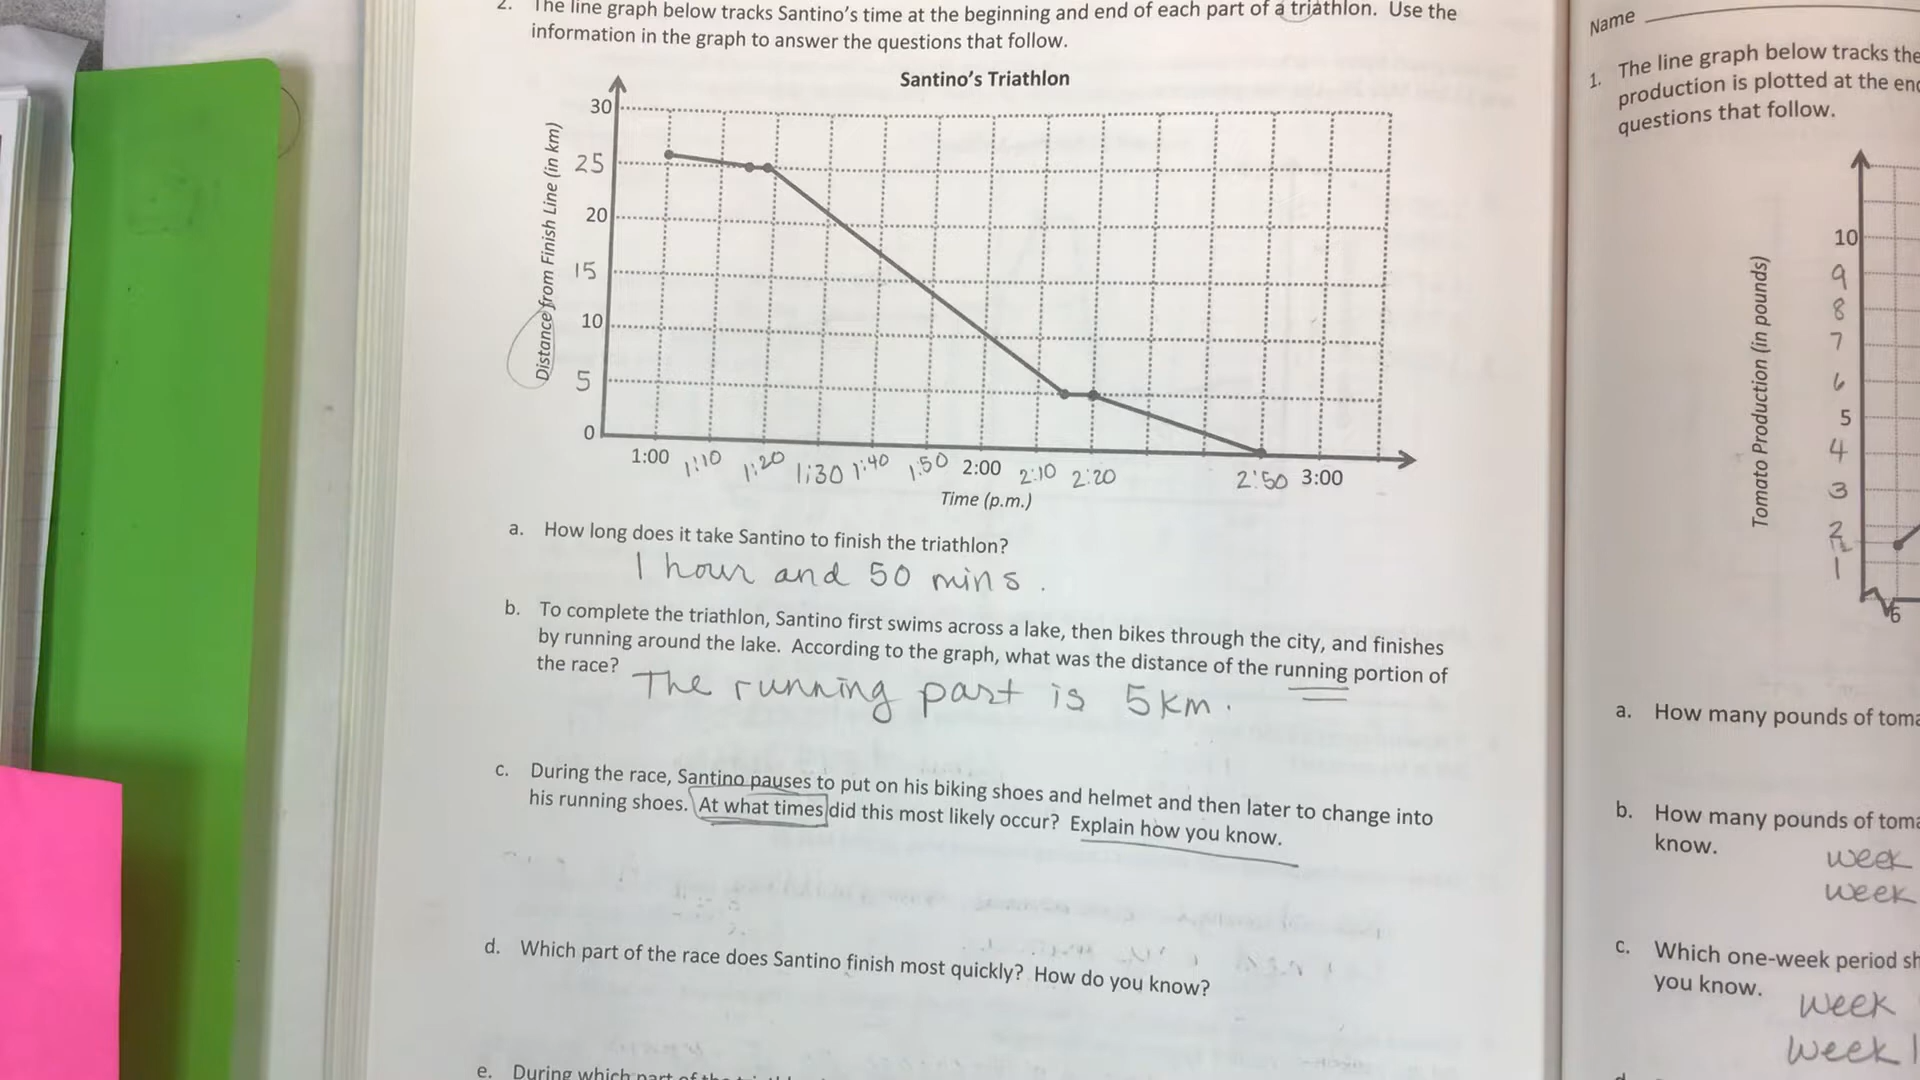 2. The line graph below tracks Santino's time at the beginning and end of each part of a triathlon. Use the
information in the graph to answer the questions that follow.
Santino's Triathlon
Distance from Finish Line (in km)
30
25
20
15
10
5
0
1:00 1:10 1:20 1:30 1:40 1:50 2:00 2:10 2:20 2:50 3:00
Time (p.m.)
a. How long does it take Santino to finish the triathlon?
1 hour and 50 mins.
b. To complete the triathlon, Santino first swims across a lake, then bikes through the city, and finishes
by running around the lake. According to the graph, what was the distance of the running portion of
the race?
The running part is 5km.
c. During the race, Santino pauses to put on his biking shoes and helmet and then later to change into
his running shoes. At what times did this most likely occur? Explain how you know.
d. Which part of the race does Santino finish most quickly? How do you know?
e. During which part of
Name
1. The line graph below tracks the
production is plotted at the
questions that follow.
Tomato Production (in pounds)
10
9
8
7
6
5
4
3
2
1
a. How many pounds of
b. How many pounds of
know.
week
week
c. Which one-week period
you know.
week
week 1